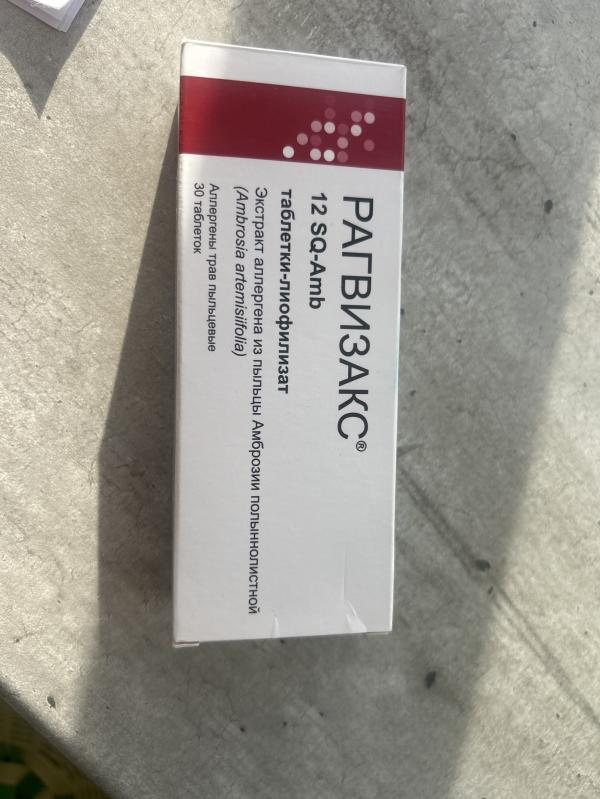 РАГВИЗАКС®
12 SQ-Amb
таблетки-лиофилизат
Экстракт аллергена из пыльцы Амброзии полыннолистной
(Ambrosia artemisiifolia)
Аллергены трав пыльцевые
30 таблеток